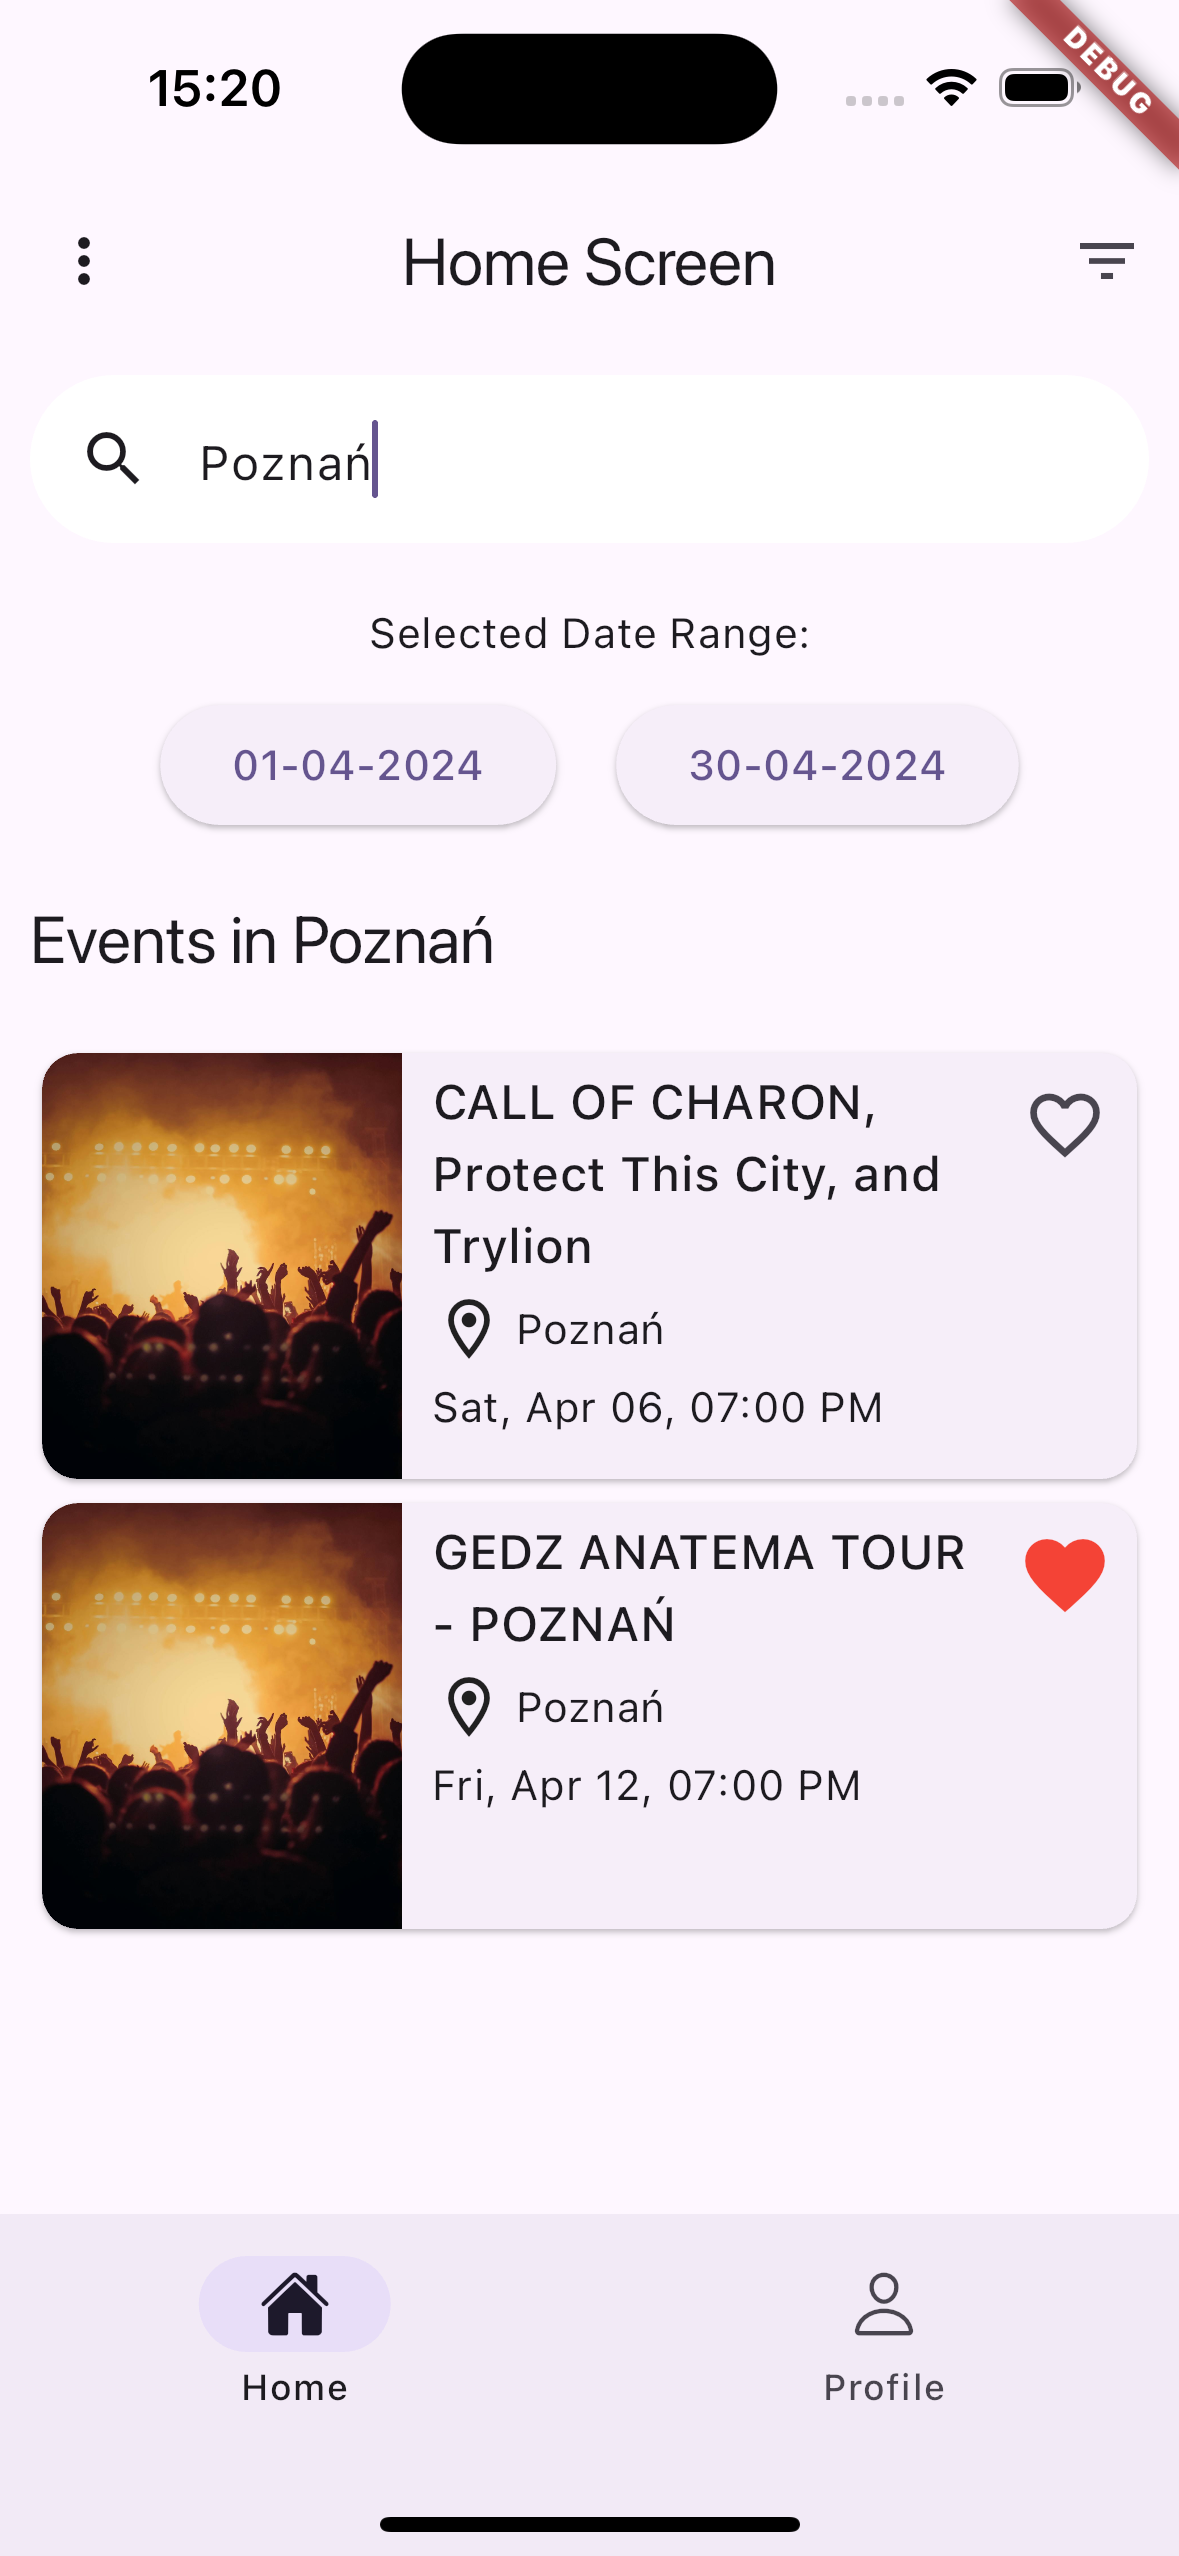 15:20
DEBUG
Home Screen
Poznań
Selected Date Range:
01-04-2024
30-04-2024
Events in Poznań
CALL OF CHARON,
Protect This City, and
Trylion
Poznań
Sat, Apr 06, 07:00 PM
GEDZ ANATEMA TOUR
- POZNAŃ
Poznań
Fri, Apr 12, 07:00 PM
Home
Profile